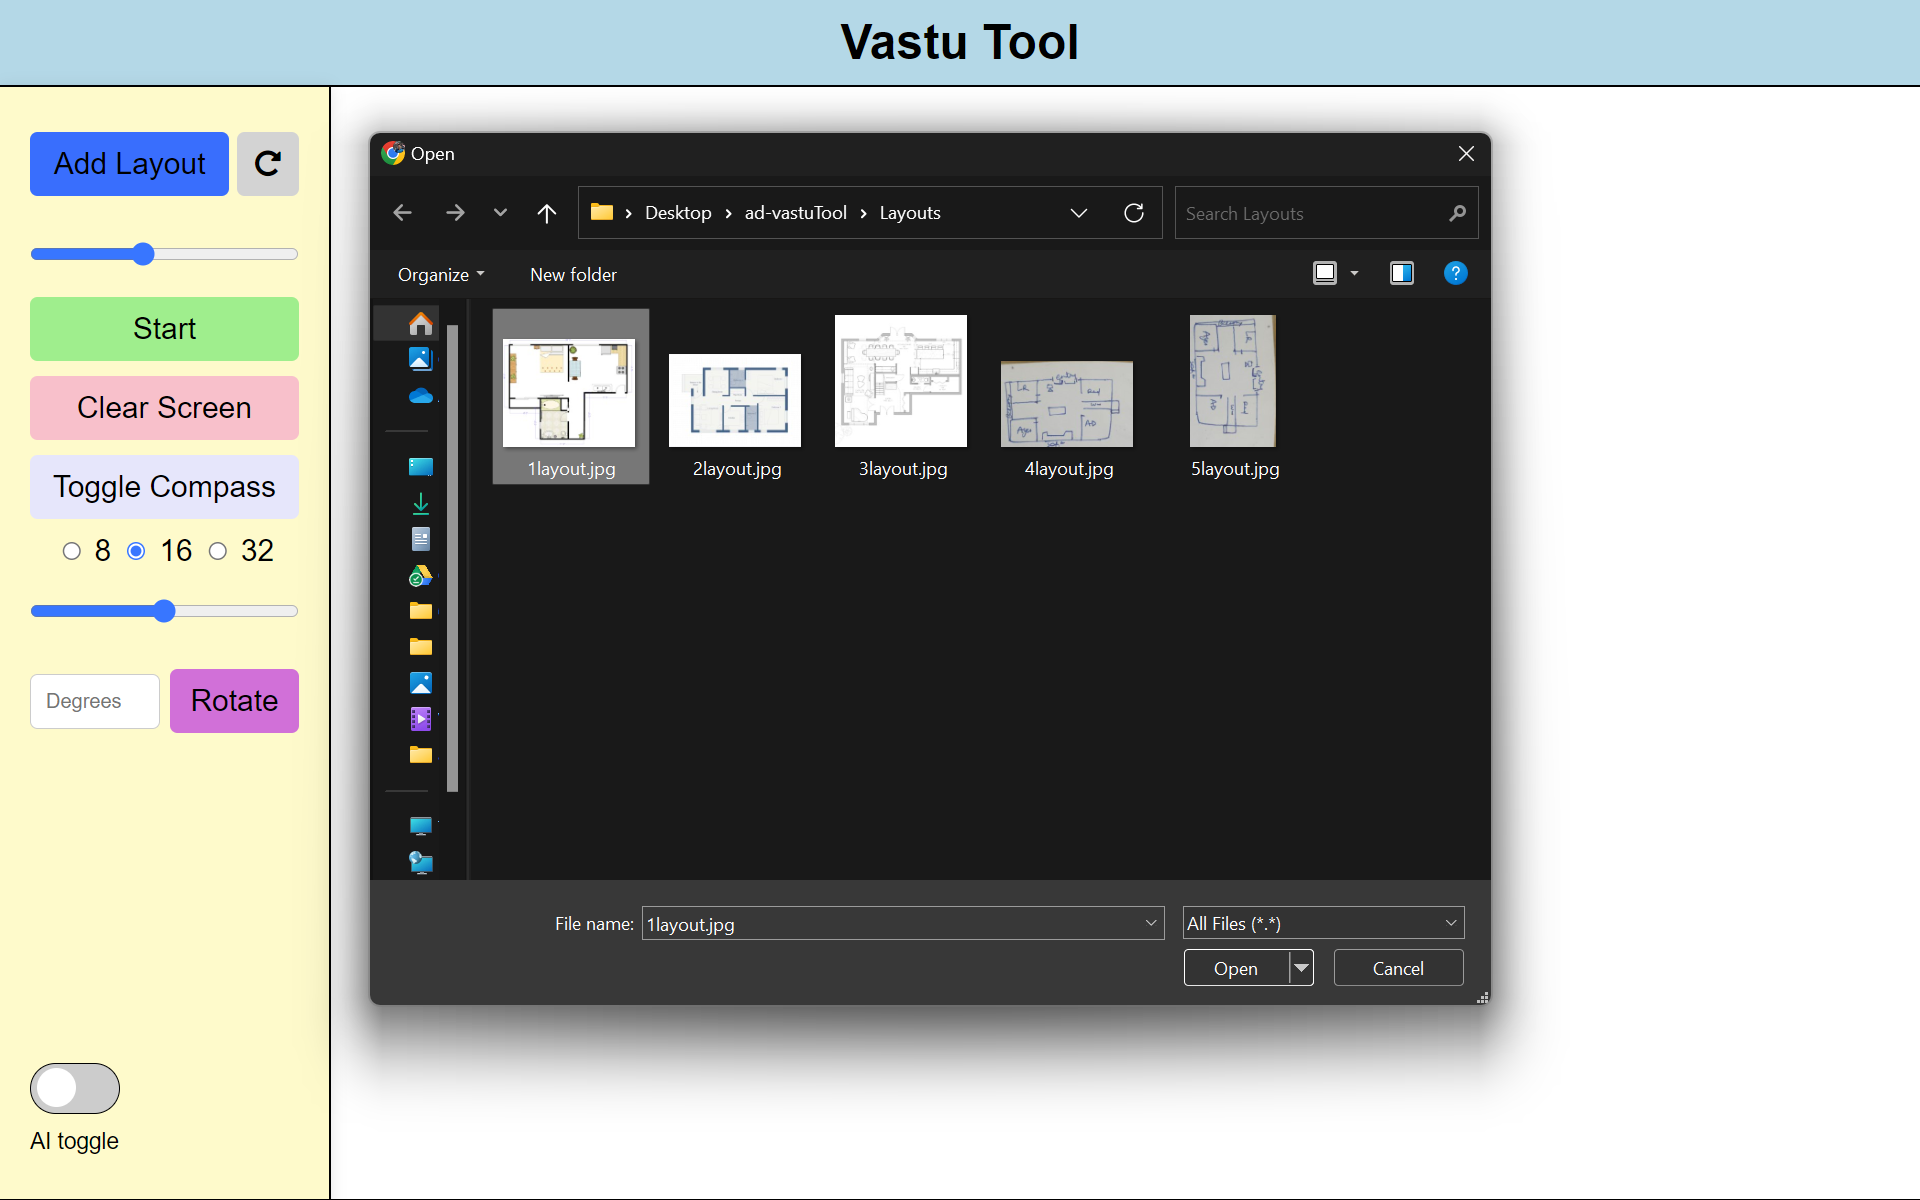 Vastu Tool
Add Layout
Start
Clear Screen
Toggle Compass
8 16 32
Degrees Rotate
AI toggle
Open
Desktop › ad-vastuTool › Layouts
Search Layouts
Organize New folder
?
1layout.jpg 2layout.jpg 3layout.jpg 4layout.jpg 5layout.jpg
LR
AD
File name: 1layout.jpg All Files (*.*)
Open Cancel